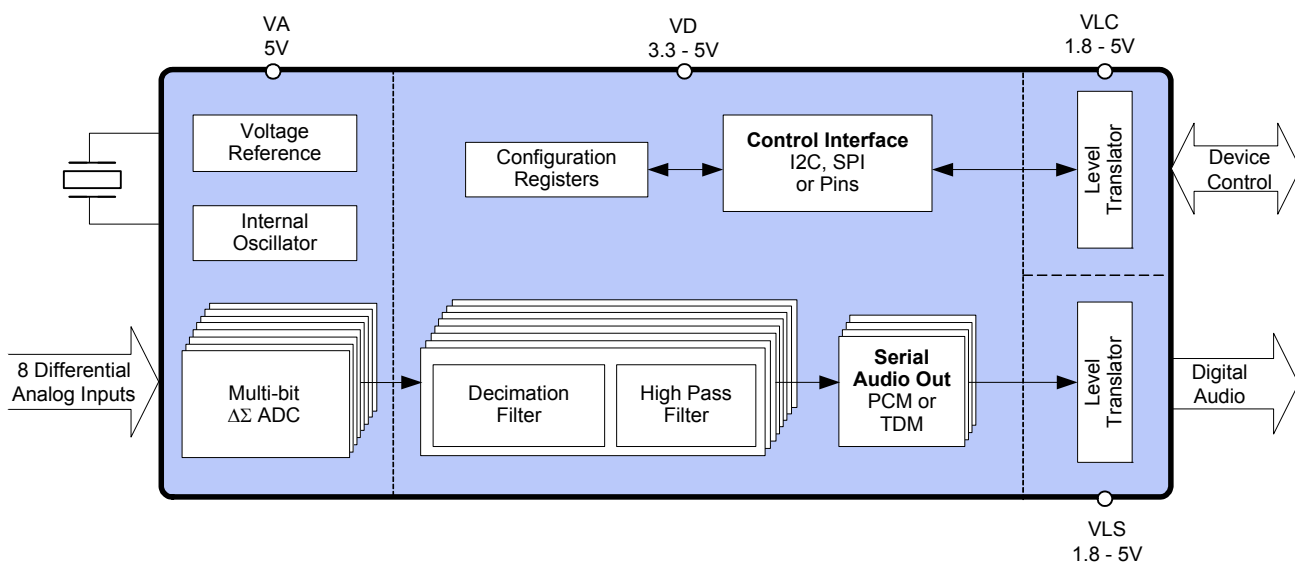 VA
5V
VD
3.3 - 5V
VLC
1.8 - 5V
Voltage
Reference
Internal
Oscillator
Configuration
Registers
Control Interface
I2C, SPI
or Pins
Level
Translator
Device
Control
8 Differential
Analog Inputs
Multi-bit
ΔΣ ADC
Decimation
Filter
High Pass
Filter
Serial
Audio Out
PCM or
TDM
Level
Translator
Digital
Audio
VLS
1.8 - 5V